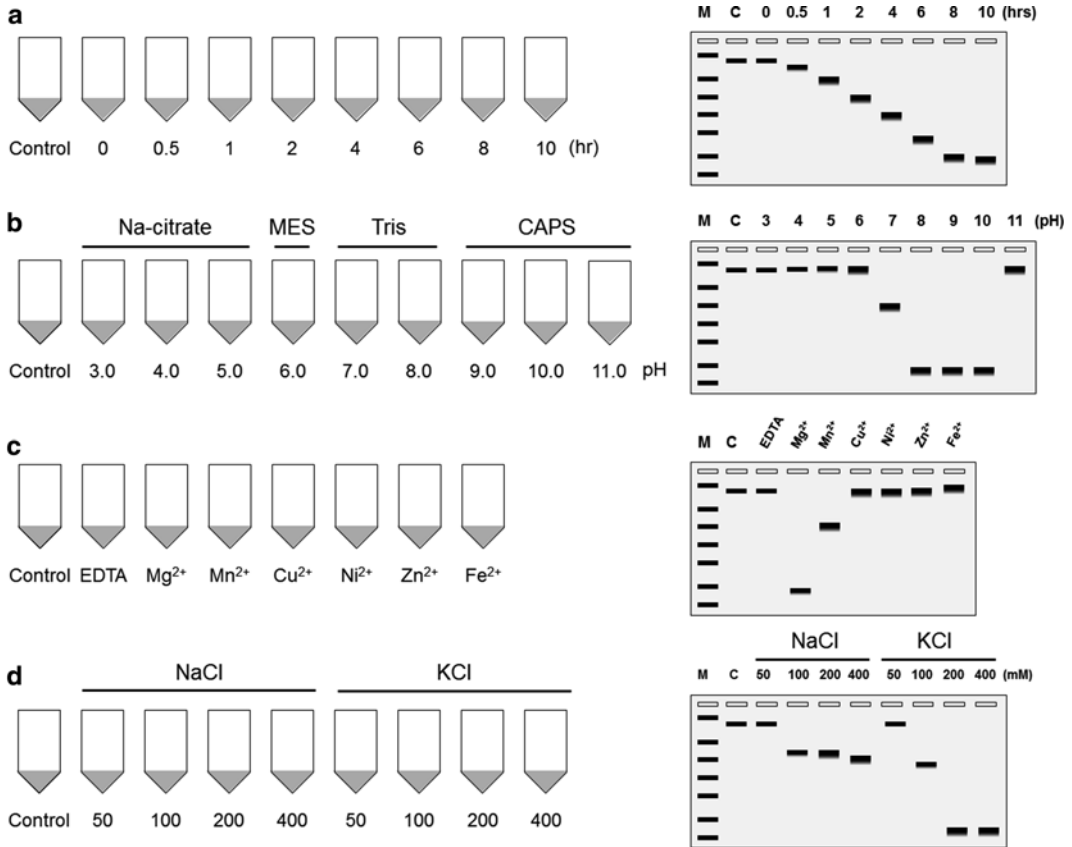 a
Control 0 0.5 1 2 4 6 8 10 (hr)
M C 0 0.5 1 2 4 6 8 10 (hrs)
b
Na-citrate MES Tris CAPS
Control 3.0 4.0 5.0 6.0 7.0 8.0 9.0 10.0 11.0 pH
M C 3 4 5 6 7 8 9 10 11 (pH)
c
Control EDTA Mg²⁺ Mn²⁺ Cu²⁺ Ni²⁺ Zn²⁺ Fe²⁺
M C EDTA Mg²⁺ Mn²⁺ Cu²⁺ Ni²⁺ Zn²⁺ Fe²⁺
d
NaCl KCl
Control 50 100 200 400 50 100 200 400
NaCl KCl
M C 50 100 200 400 50 100 200 400 (mM)